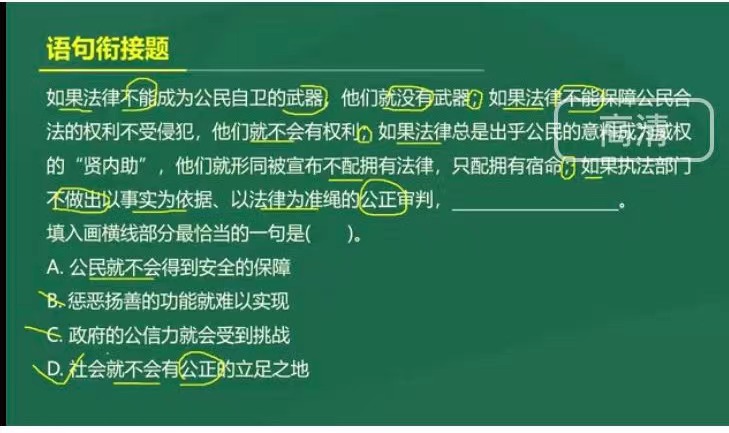 语句衔接题
如果法律不能成为公民自卫的武器，他们就没有武器；如果法律不能保障公民合
法的权利不受侵犯，他们就不会有权利；如果法律总是出乎公民的意料成为威权
的“贤内助”，他们就形同被宣布不配拥有法律，只配拥有宿命；如果执法部门
不做出以事实为依据、以法律为准绳的公正审判，____________________。
填入画横线部分最恰当的一句是(　　)。
A. 公民就不会得到安全的保障
B. 惩恶扬善的功能就难以实现
C. 政府的公信力就会受到挑战
D. 社会就不会有公正的立足之地
高清